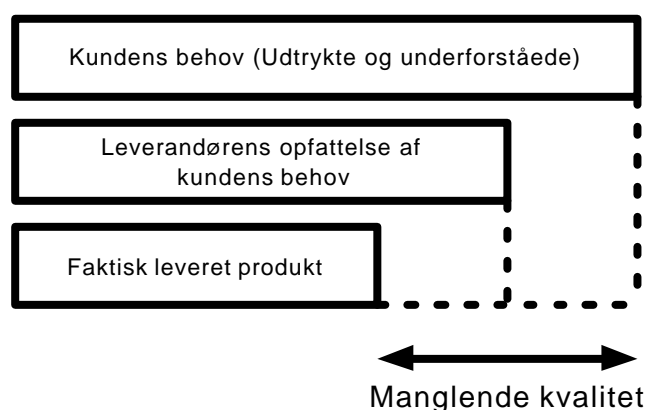 Kundens behov (Udtrykte og underforståede)
Leverandørens opfattelse af
kundens behov
Faktisk leveret produkt
Manglende kvalitet